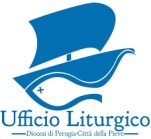 Ufficio Liturgico
Diocesi di Perugia-Città della Pieve